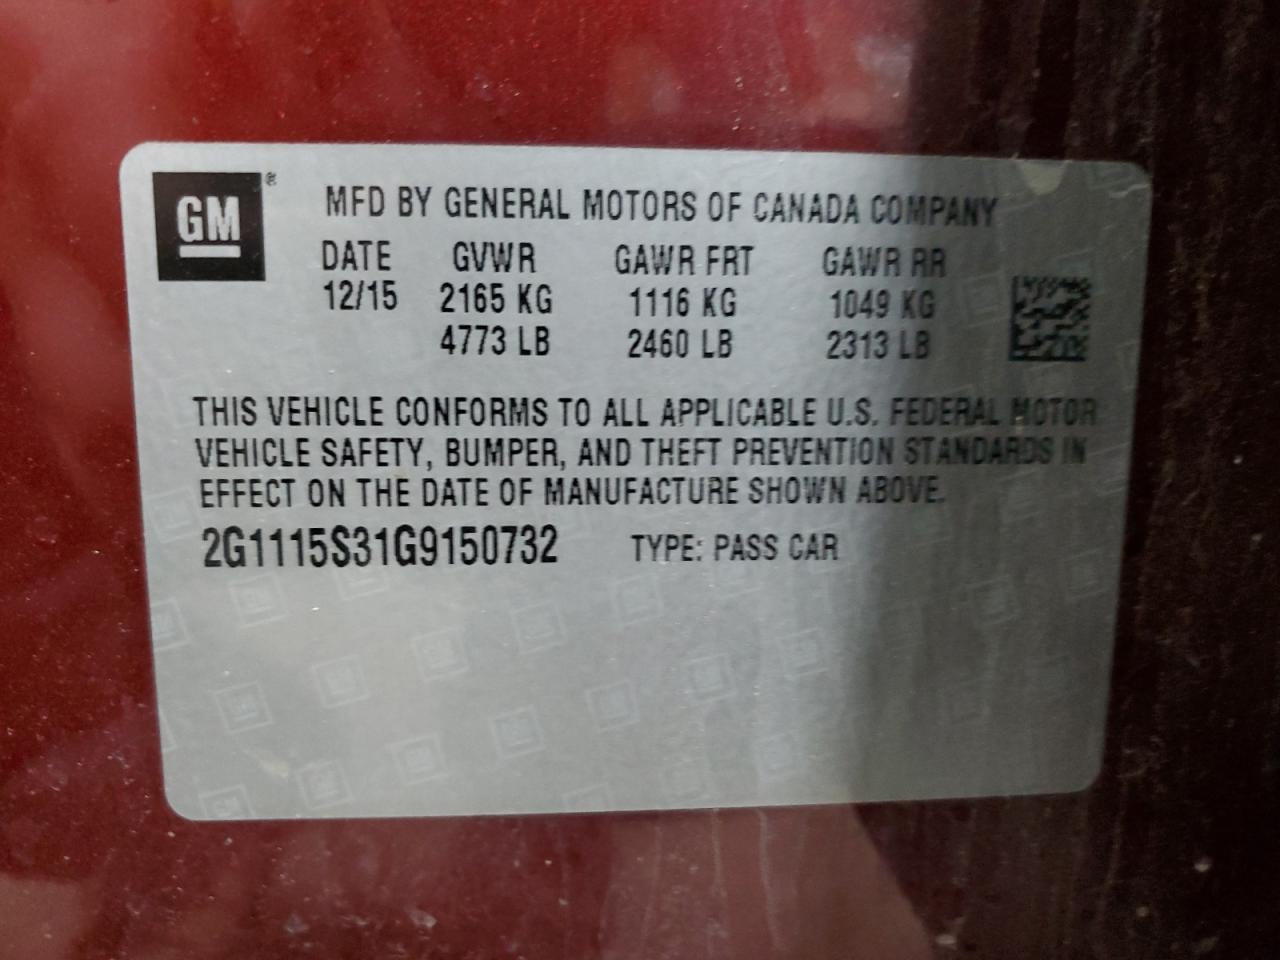 GM®
MFD BY GENERAL MOTORS OF CANADA COMPANY
DATE GVWR GAWR FRT GAWR RR
12/15 2165 KG 1116 KG 1049 KG
4773 LB 2460 LB 2313 LB
THIS VEHICLE CONFORMS TO ALL APPLICABLE U.S. FEDERAL MOTOR
VEHICLE SAFETY, BUMPER, AND THEFT PREVENTION STANDARDS IN
EFFECT ON THE DATE OF MANUFACTURE SHOWN ABOVE.
2G1115S31G9150732 TYPE: PASS CAR